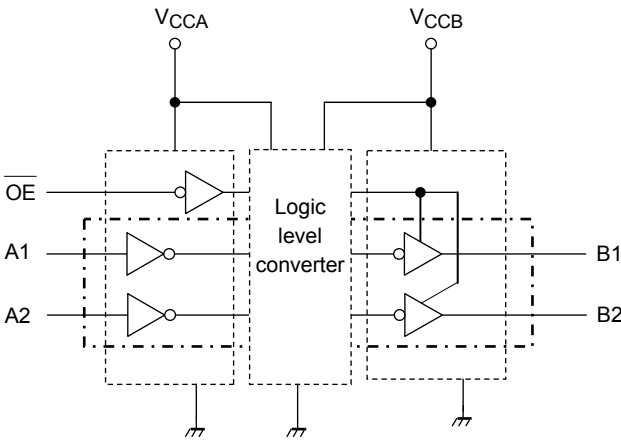 VCCA
VCCB
OE
Logic
level
converter
A1
B1
A2
B2